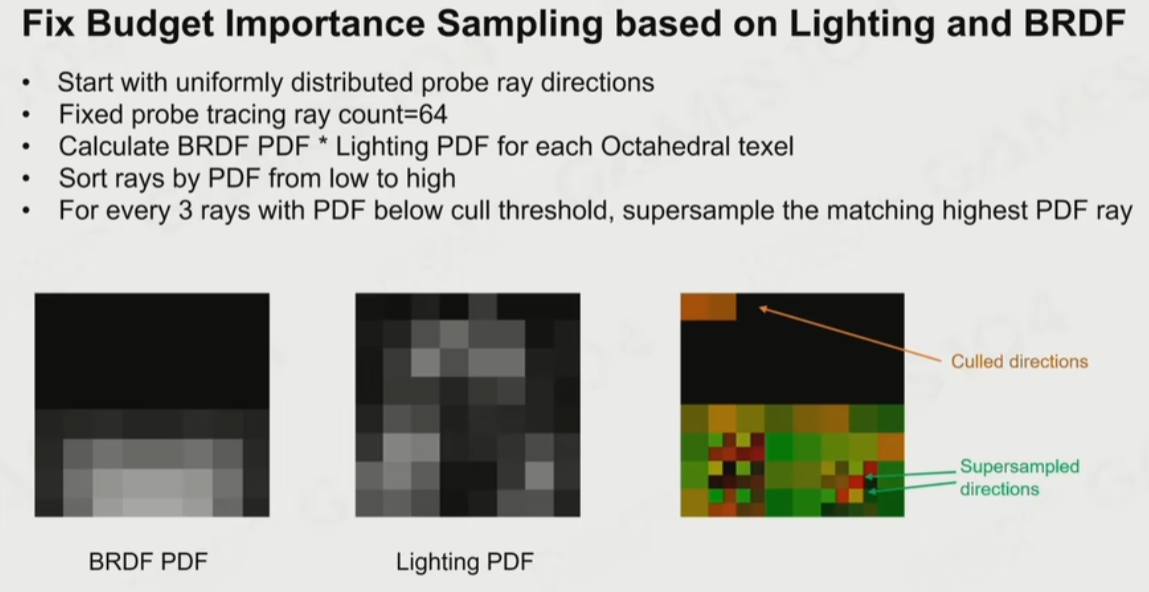 Fix Budget Importance Sampling based on Lighting and BRDF
• Start with uniformly distributed probe ray directions
• Fixed probe tracing ray count=64
• Calculate BRDF PDF * Lighting PDF for each Octahedral texel
• Sort rays by PDF from low to high
• For every 3 rays with PDF below cull threshold, supersample the matching highest PDF ray
Culled directions
Supersampled
directions
BRDF PDF
Lighting PDF